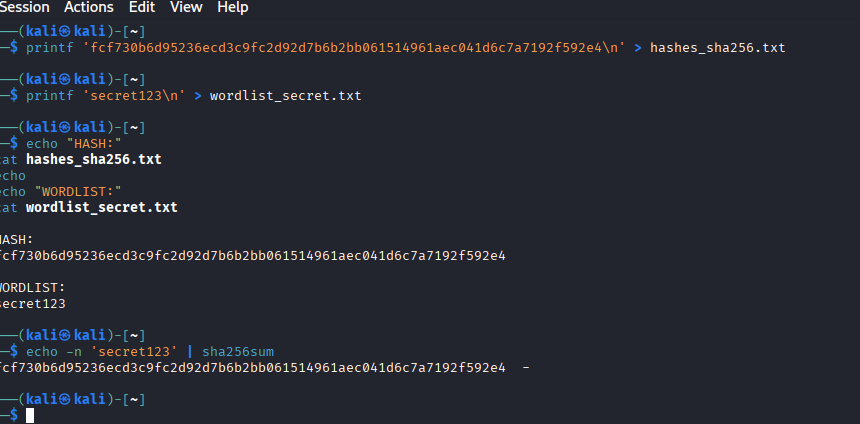 Session Actions Edit View Help
──(kali㉿kali)-[~]
─$ printf 'fcf730b6d95236ecd3c9fc2d92d7b6b2bb061514961aec041d6c7a7192f592e4\n' > hashes_sha256.txt
──(kali㉿kali)-[~]
─$ printf 'secret123\n' > wordlist_secret.txt
──(kali㉿kali)-[~]
─$ echo "HASH:"
cat hashes_sha256.txt
echo
echo "WORDLIST:"
cat wordlist_secret.txt
HASH:
fcf730b6d95236ecd3c9fc2d92d7b6b2bb061514961aec041d6c7a7192f592e4
WORDLIST:
secret123
──(kali㉿kali)-[~]
─$ echo -n 'secret123' | sha256sum
fcf730b6d95236ecd3c9fc2d92d7b6b2bb061514961aec041d6c7a7192f592e4  -
──(kali㉿kali)-[~]
─$